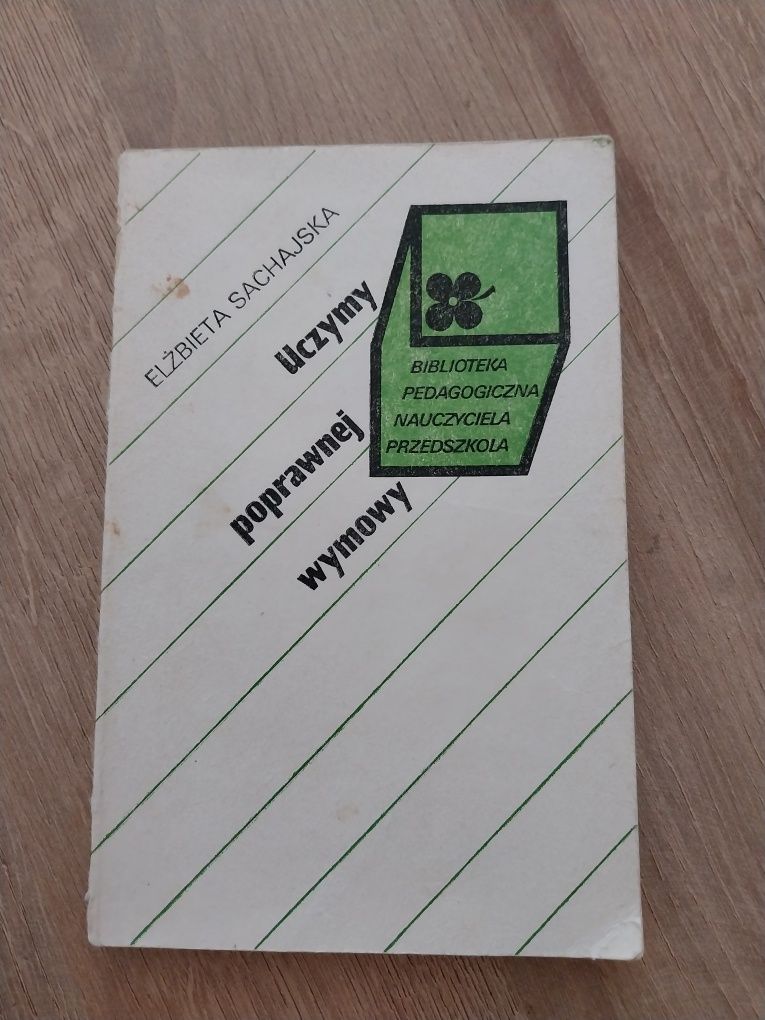 ELŻBIETA SACHAJSKA
Uczymy
poprawnej
wymowy
BIBLIOTEKA
PEDAGOGICZNA
NAUCZYCIELA
PRZEDSZKOLA